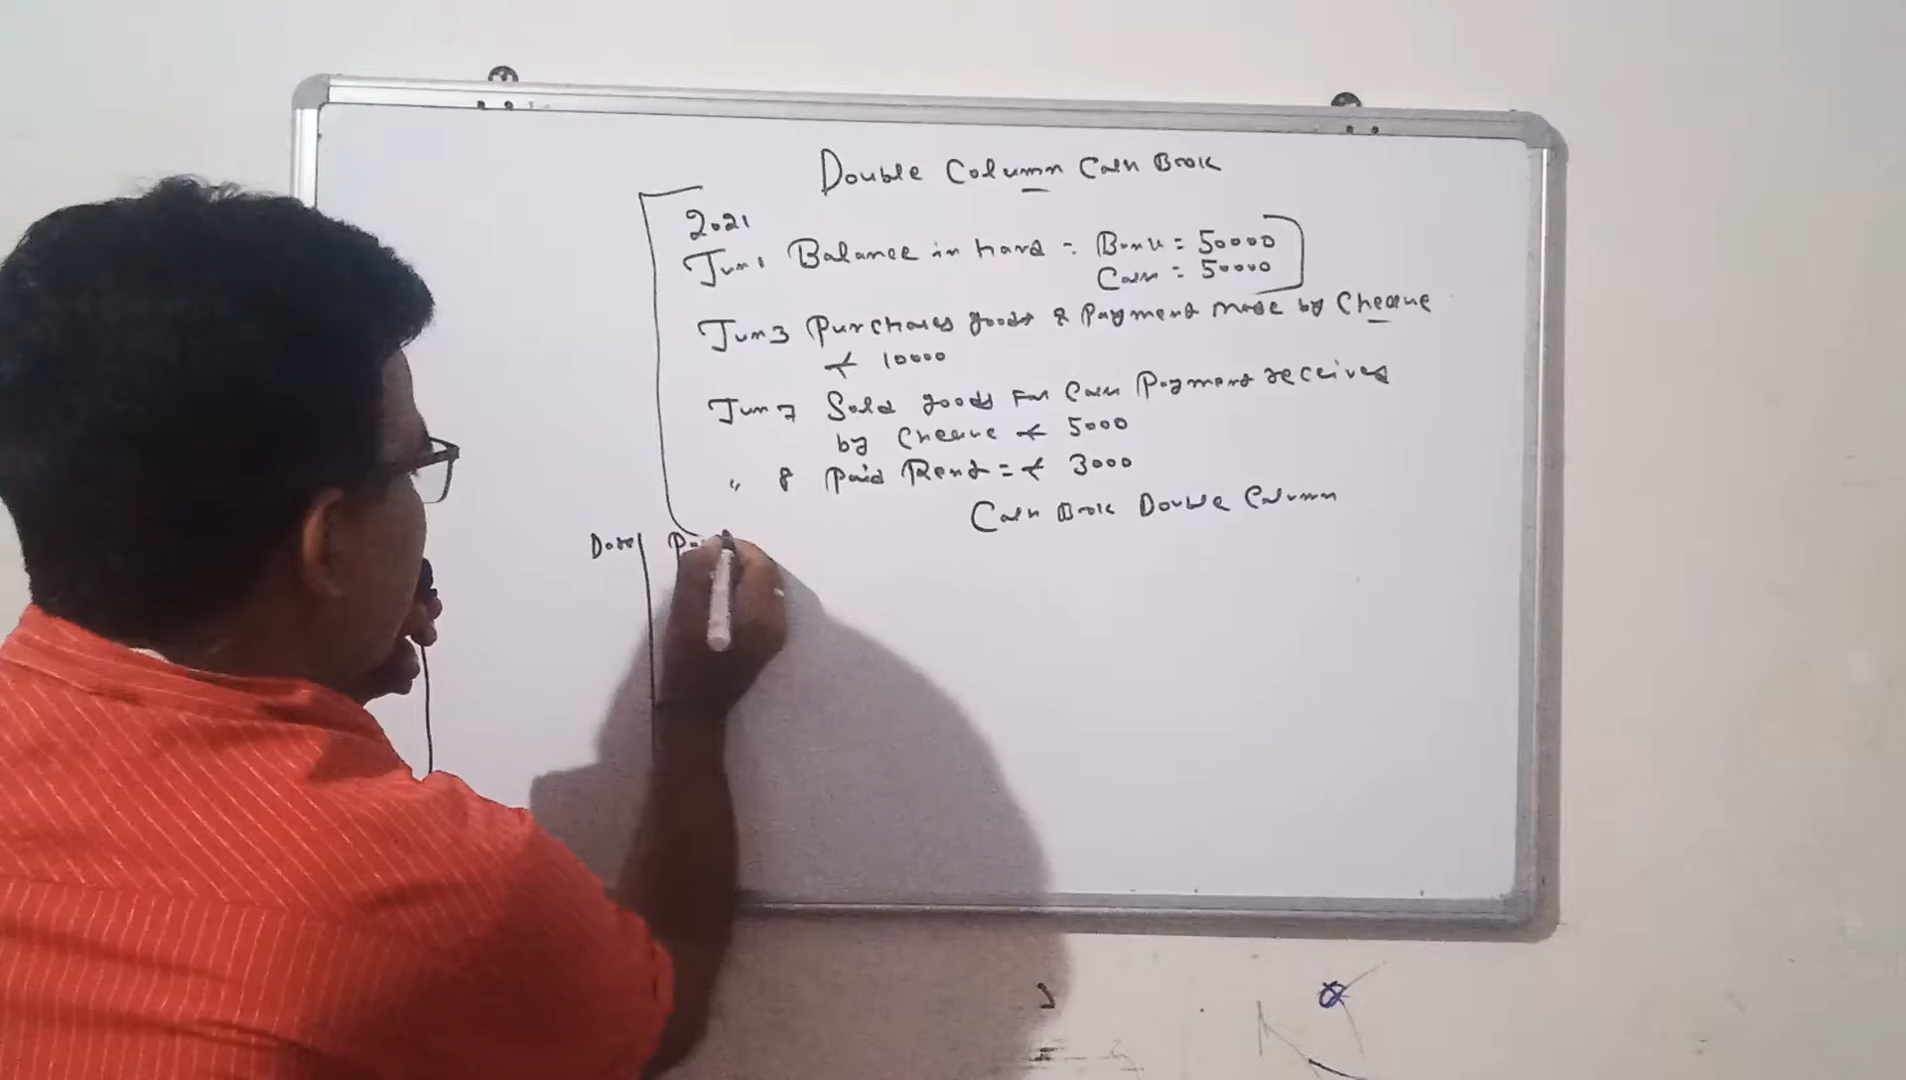 Double Column Cash Book
2021
Jun 1 Balance in hand = Bank = 50000
Cash = 50000
Jun 3 Purchases goods & Payment made by Cheque
₹ 10000
Jun 7 Sold goods for Cash Payment received
by Cheque ₹ 5000
" 8 Paid Rent = ₹ 3000
Cash Book Double Column
Date